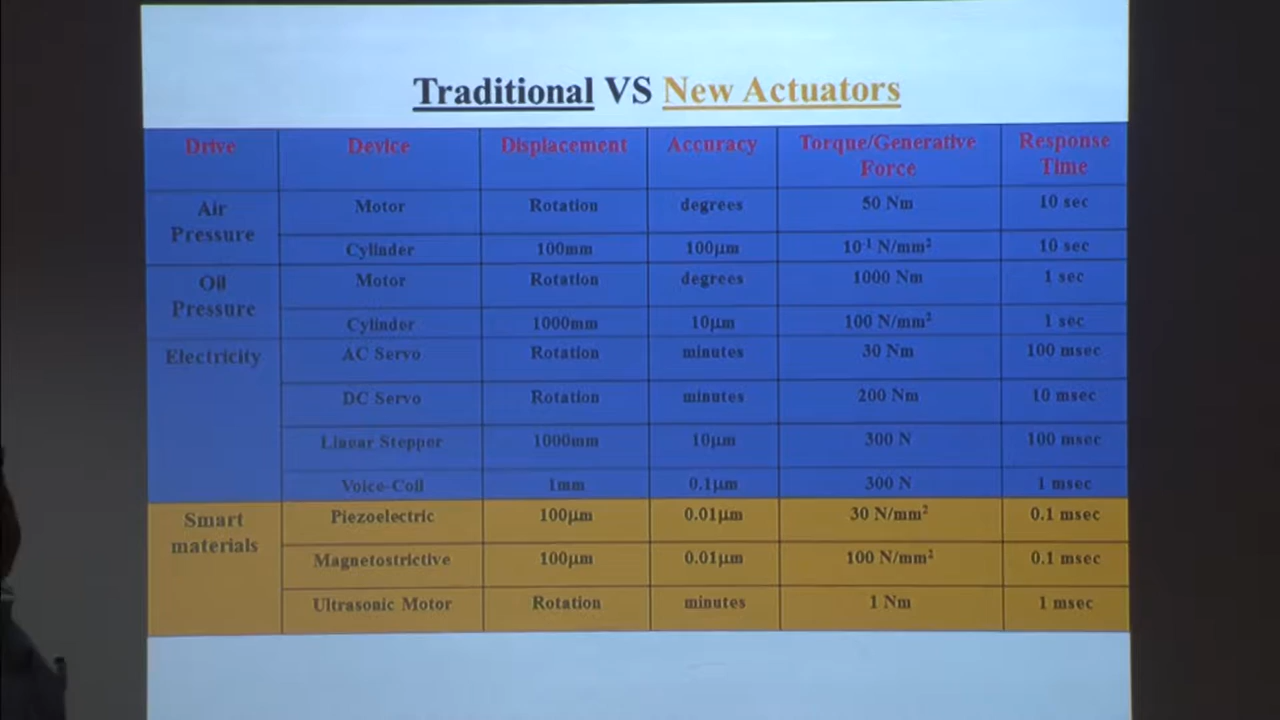 Traditional VS New Actuators
Drive Device Displacement Accuracy Torque/Generative Force Response Time
Air Pressure Motor Rotation degrees 50 Nm 10 sec
Cylinder 100mm 100μm 10⁻¹ N/mm² 10 sec
Oil Pressure Motor Rotation degrees 1000 Nm 1 sec
Cylinder 1000mm 10μm 100 N/mm² 1 sec
Electricity AC Servo Rotation minutes 30 Nm 100 msec
DC Servo Rotation minutes 200 Nm 10 msec
Linear Stepper 1000mm 10μm 300 N 100 msec
Voice-Coil 1mm 0.1μm 300 N 1 msec
Smart materials Piezoelectric 100μm 0.01μm 30 N/mm² 0.1 msec
Magnetostrictive 100μm 0.01μm 100 N/mm² 0.1 msec
Ultrasonic Motor Rotation minutes 1 Nm 1 msec